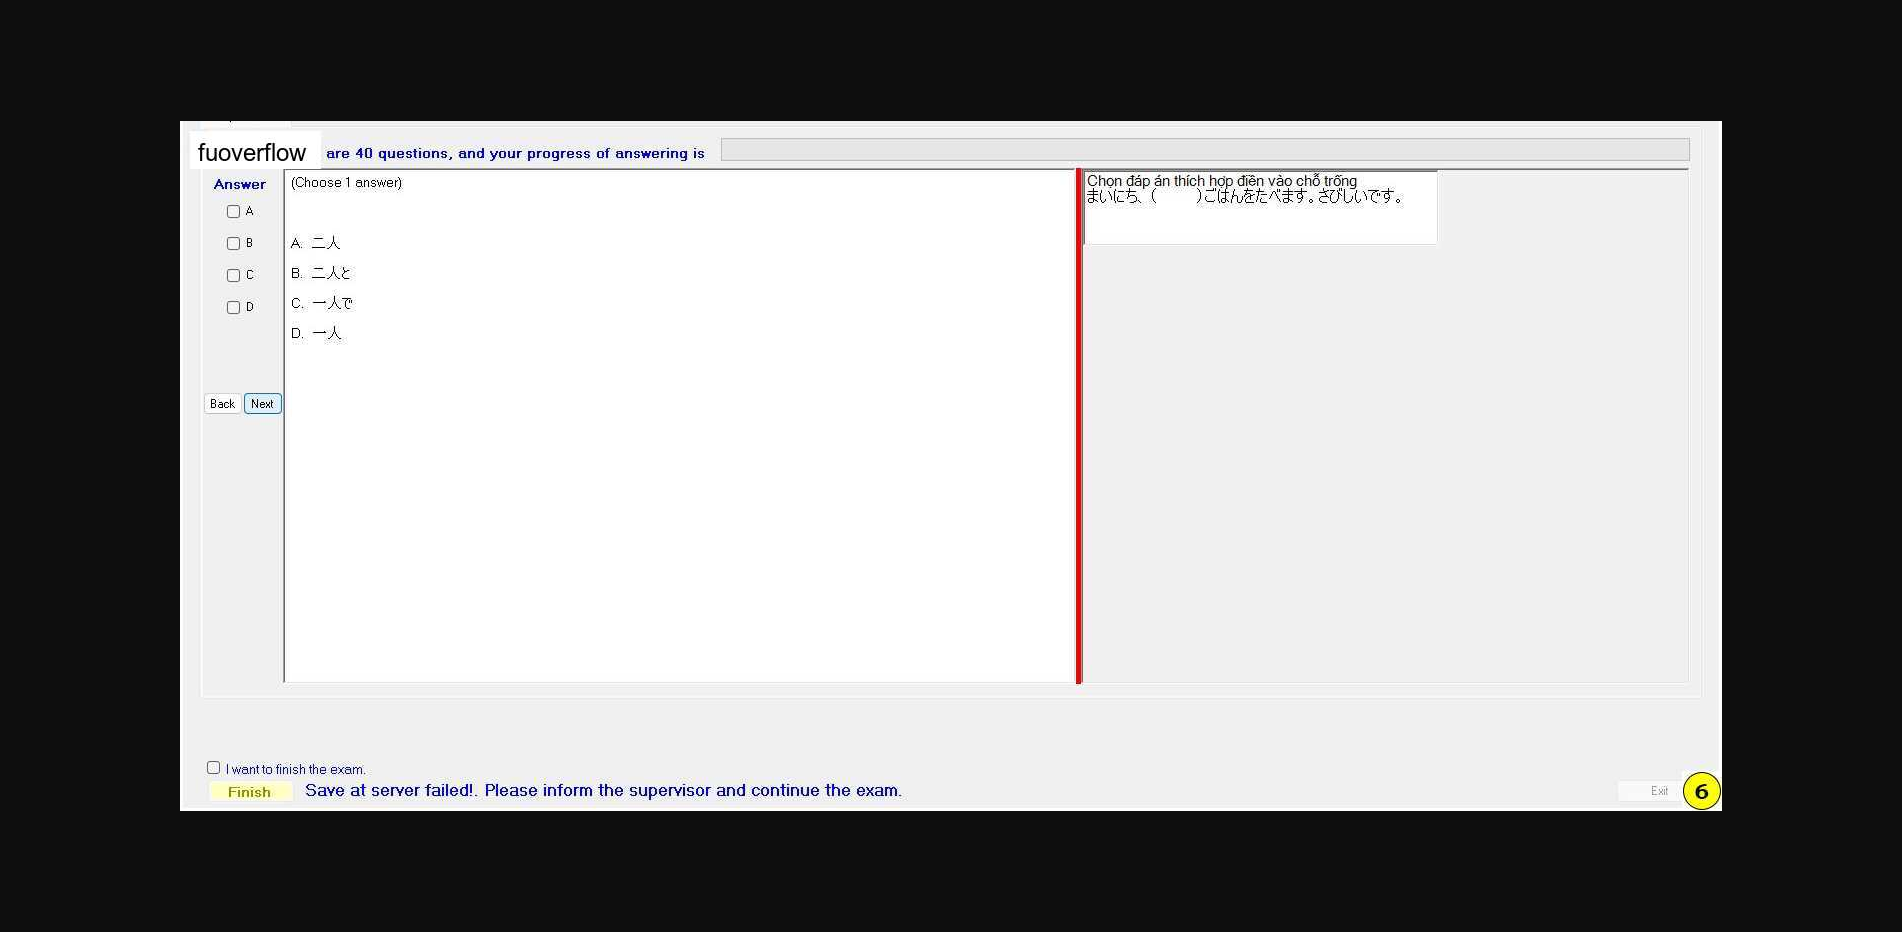 fuoverflow are 40 questions, and your progress of answering is
Answer
A
B
C
D
Back Next
(Choose 1 answer)
A. 二人
B. 二人と
C. 一人で
D. 一人
Chọn đáp án thích hợp điền vào chỗ trống
まいにち、(　　)ごはんをたべます。さびしいです。
I want to finish the exam.
Finish Save at server failed!. Please inform the supervisor and continue the exam.
Exit 6